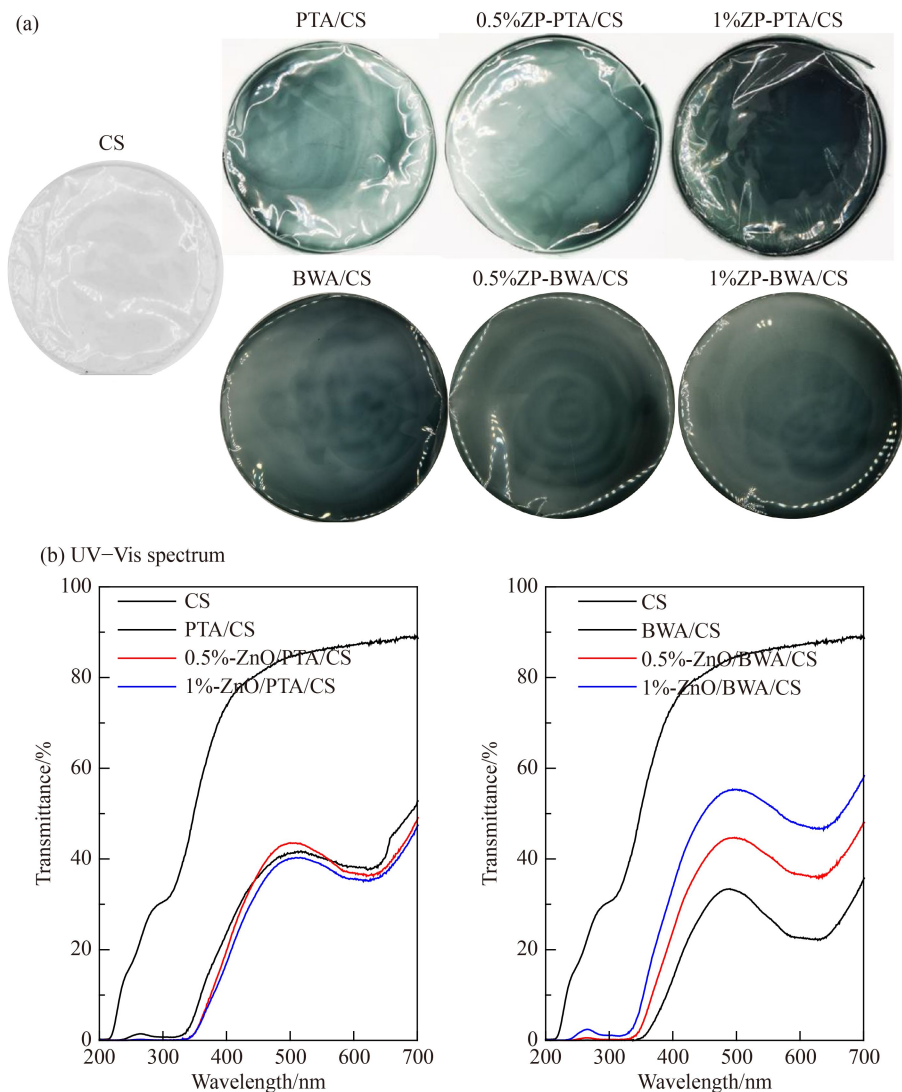 (a)
PTA/CS 0.5%ZP-PTA/CS 1%ZP-PTA/CS
CS
BWA/CS 0.5%ZP-BWA/CS 1%ZP-BWA/CS
(b) UV−Vis spectrum
100
80
60
40
20
0
200 300 400 500 600 700
Transmittance/%
Wavelength/nm
CS
PTA/CS
0.5%-ZnO/PTA/CS
1%-ZnO/PTA/CS
100
80
60
40
20
0
200 300 400 500 600 700
Transmittance/%
Wavelength/nm
CS
BWA/CS
0.5%-ZnO/BWA/CS
1%-ZnO/BWA/CS